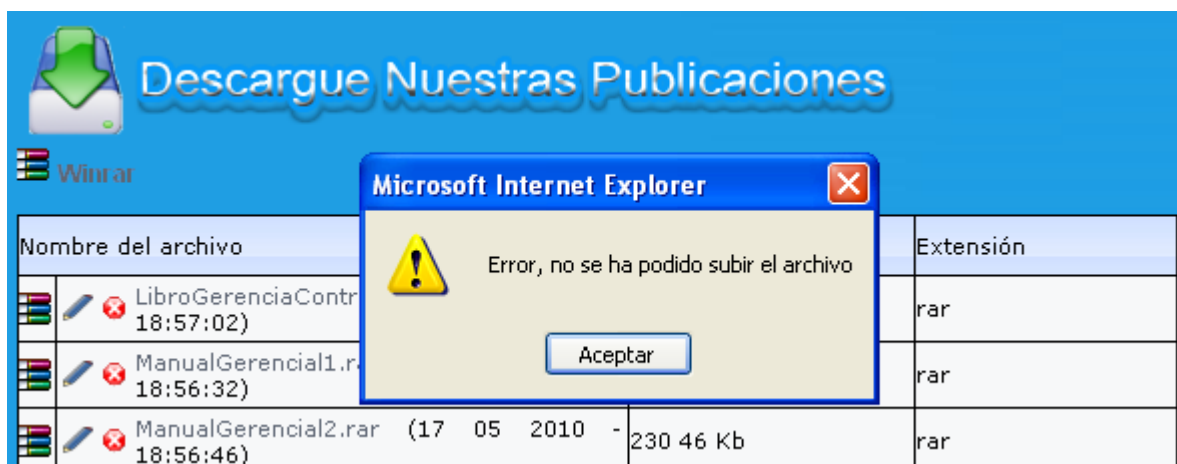 Descargue Nuestras Publicaciones
Winrar
Microsoft Internet Explorer
Error, no se ha podido subir el archivo
Aceptar
Nombre del archivo Extensión
LibroGerenciaContr
18:57:02) rar
ManualGerencial1.r
18:56:32) rar
ManualGerencial2.rar (17 05 2010 -
18:56:46) 230 46 Kb rar